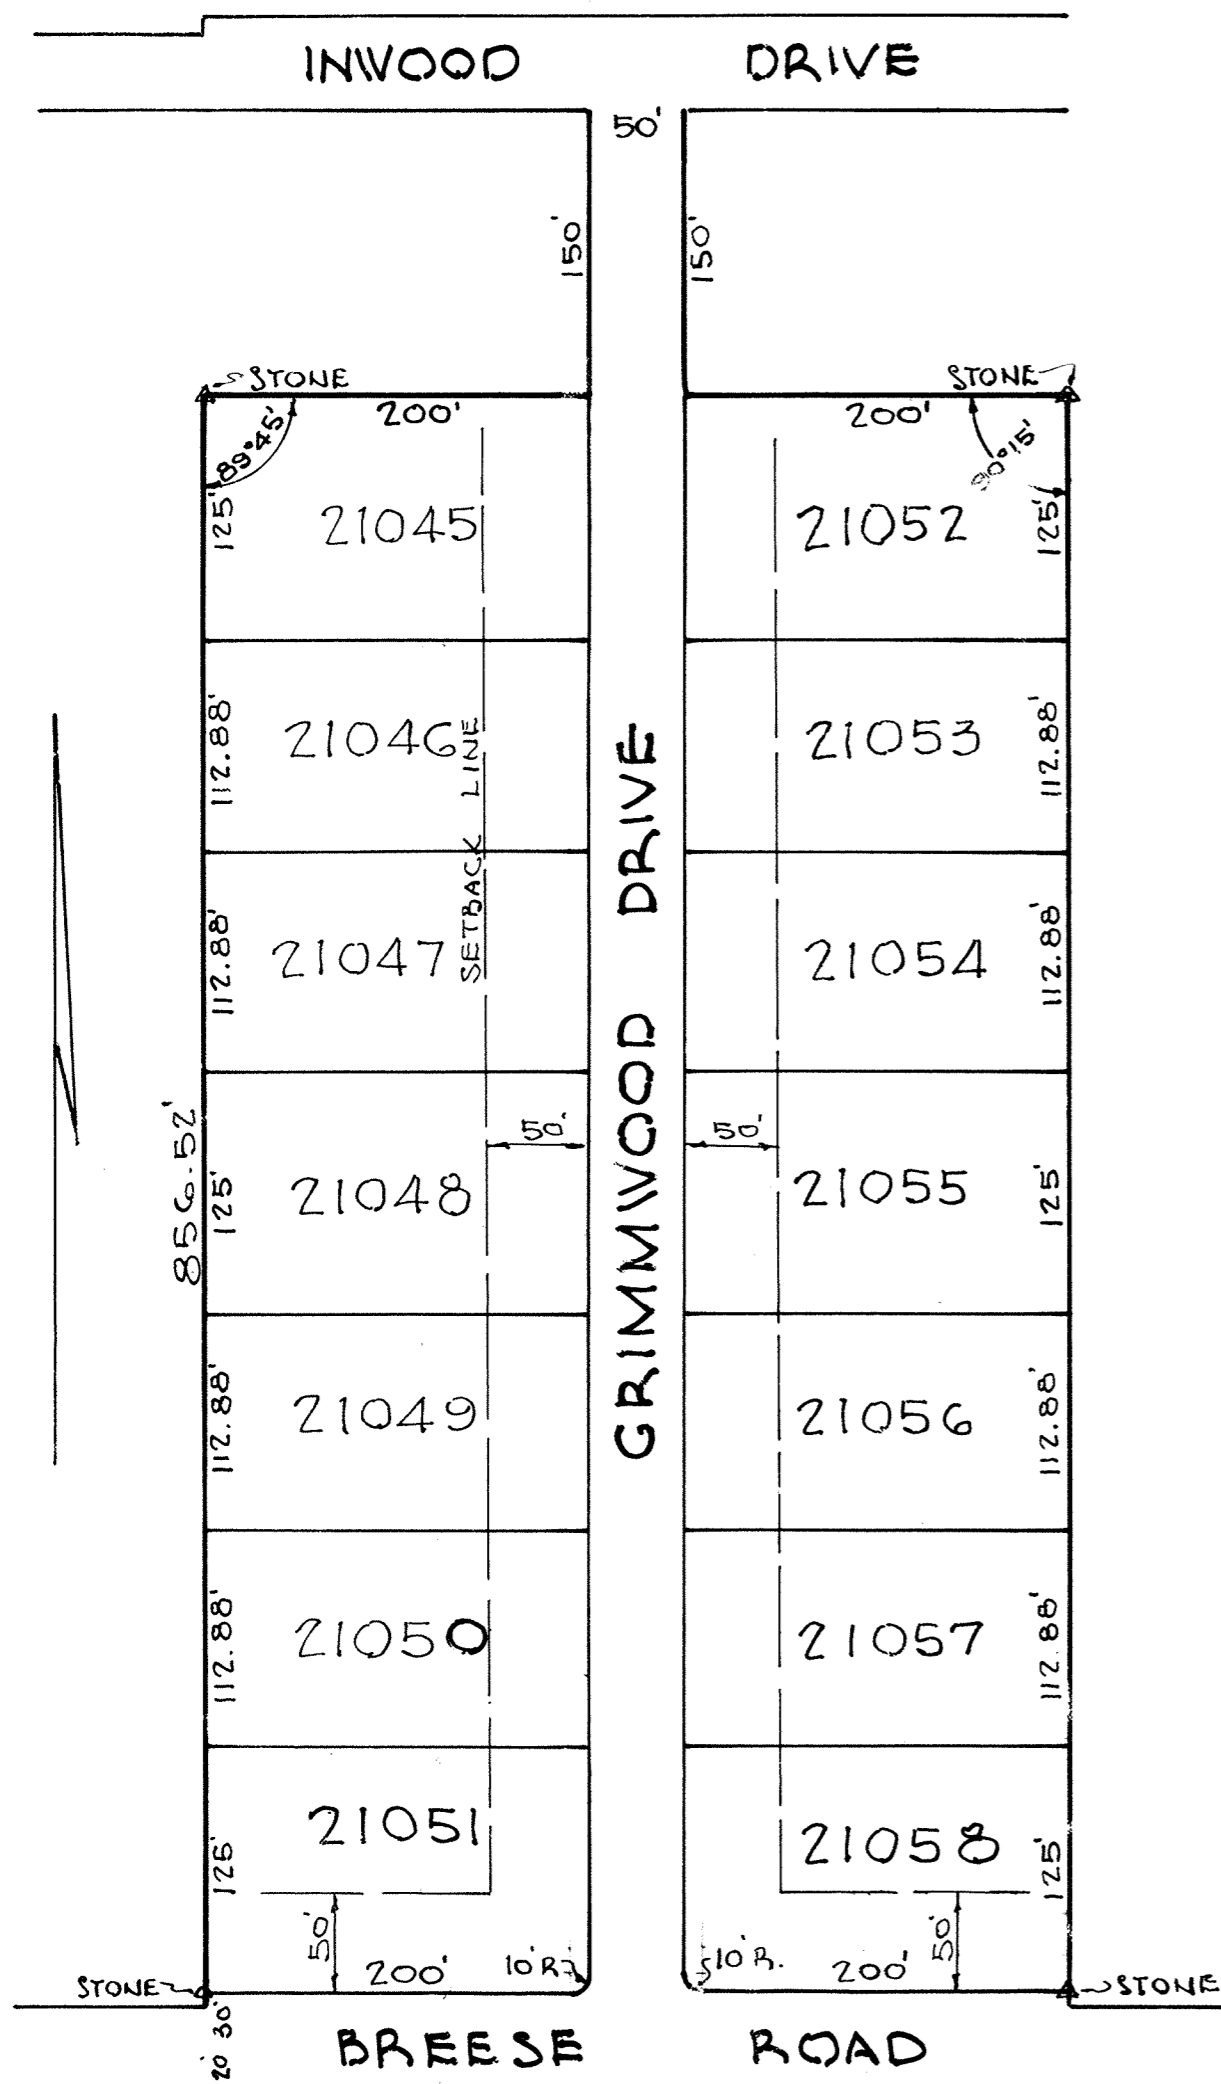 INWOOD DRIVE
50'
150' 150'
STONE STONE
200' 200'
89°45' 90°15'
125' 21045 21052 125'
112.88' 21046 21053 112.88'
SETBACK LINE
112.88' 21047 21054 112.88'
GRIMMWOOD DRIVE
856.52'
50' 50'
125' 21048 21055 125'
112.88' 21049 21056 112.88'
112.88' 21050 21057 112.88'
125' 21051 21058 125'
50' 50'
STONE 200' 10'R. 10'R. 200' STONE
20' 30'
BREESE ROAD